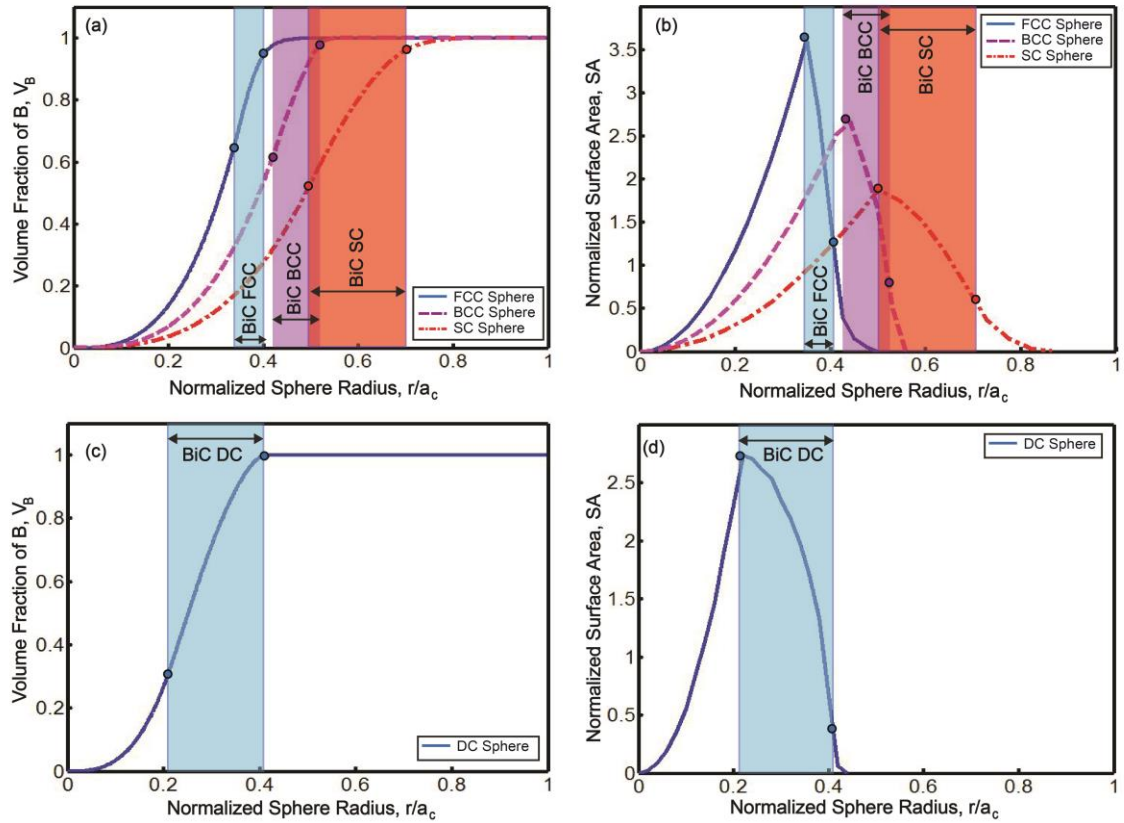 (a)
BiC FCC
BiC BCC
BiC SC
FCC Sphere
BCC Sphere
SC Sphere
1
0.8
0.6
0.4
0.2
0
Volume Fraction of B, V_B
0
0.2
0.4
0.6
0.8
1
Normalized Sphere Radius, r/a_c
(b)
BiC BCC
BiC SC
BiC FCC
FCC Sphere
BCC Sphere
SC Sphere
3.5
3
2.5
2
1.5
1
0.5
0
Normalized Surface Area, SA
0
0.2
0.4
0.6
0.8
1
Normalized Sphere Radius, r/a_c
(c)
BiC DC
DC Sphere
1
0.8
0.6
0.4
0.2
0
Volume Fraction of B, V_B
0
0.2
0.4
0.6
0.8
1
Normalized Sphere Radius, r/a_c
(d)
BiC DC
DC Sphere
2.5
2
1.5
1
0.5
0
Normalized Surface Area, SA
0
0.2
0.4
0.6
0.8
1
Normalized Sphere Radius, r/a_c